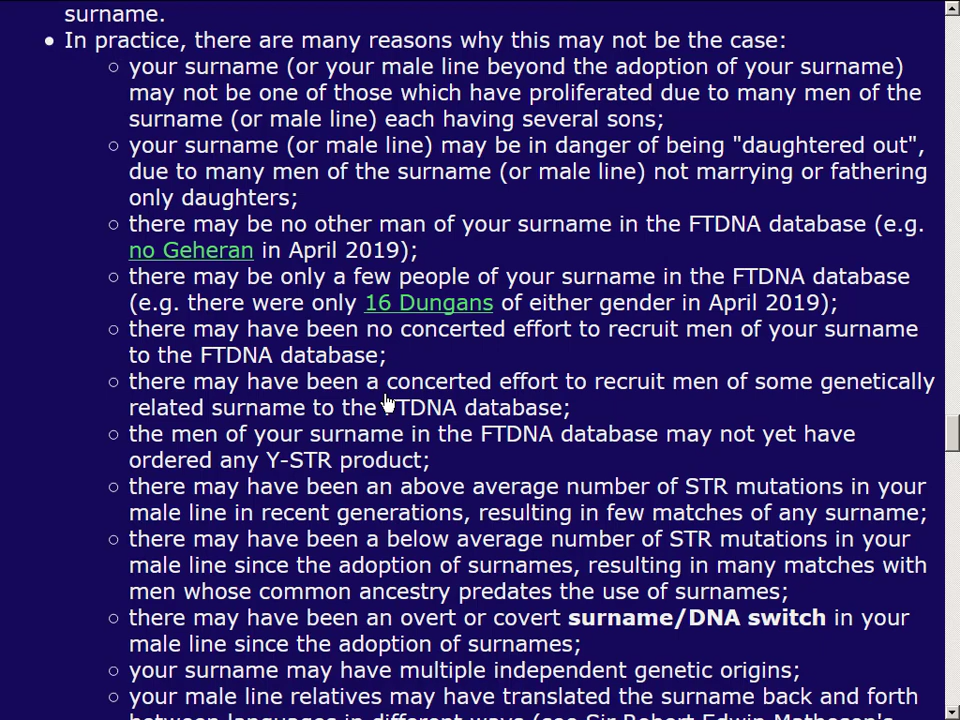 surname.
In practice, there are many reasons why this may not be the case:
your surname (or your male line beyond the adoption of your surname)
may not be one of those which have proliferated due to many men of the
surname (or male line) each having several sons;
your surname (or male line) may be in danger of being "daughtered out",
due to many men of the surname (or male line) not marrying or fathering
only daughters;
there may be no other man of your surname in the FTDNA database (e.g.
no Geheran in April 2019);
there may be only a few people of your surname in the FTDNA database
(e.g. there were only 16 Dungans of either gender in April 2019);
there may have been no concerted effort to recruit men of your surname
to the FTDNA database;
there may have been a concerted effort to recruit men of some genetically
related surname to the FTDNA database;
the men of your surname in the FTDNA database may not yet have
ordered any Y-STR product;
there may have been an above average number of STR mutations in your
male line in recent generations, resulting in few matches of any surname;
there may have been a below average number of STR mutations in your
male line since the adoption of surnames, resulting in many matches with
men whose common ancestry predates the use of surnames;
there may have been an overt or covert surname/DNA switch in your
male line since the adoption of surnames;
your surname may have multiple independent genetic origins;
your male line relatives may have translated the surname back and forth
between languages in different ways (see Sir Robert Edwin Matheson's